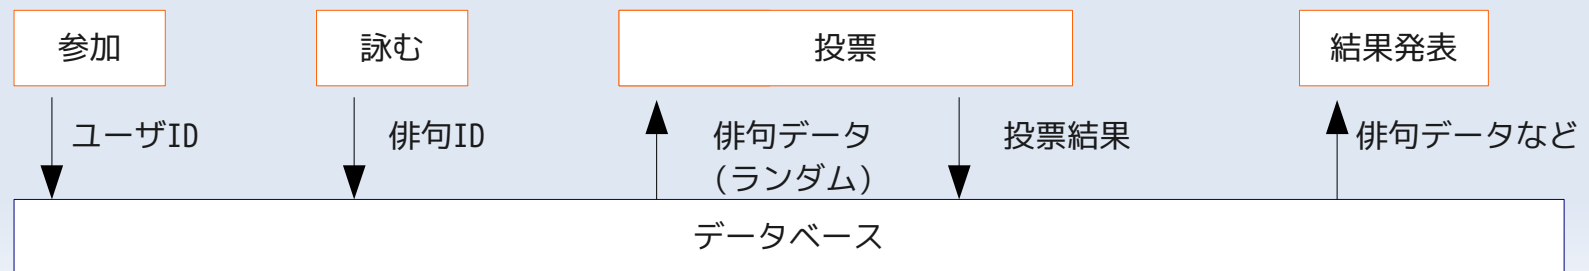 参加
詠む
投票
結果発表
ユーザID
俳句ID
俳句データ
(ランダム)
投票結果
俳句データなど
データベース